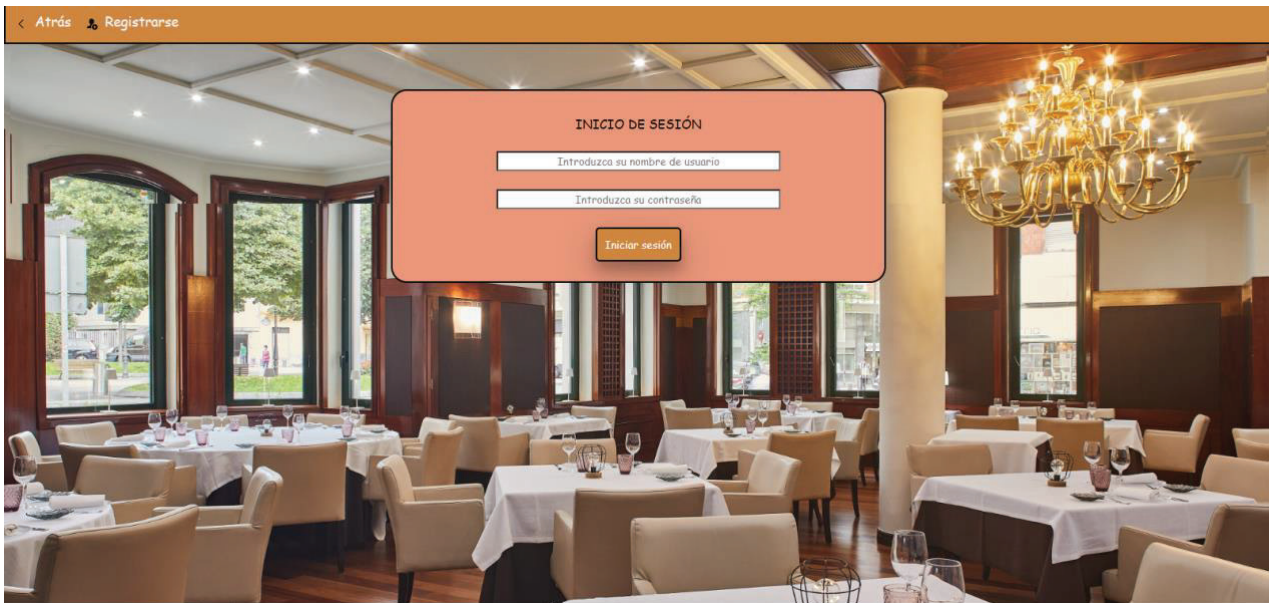 Atrás Registrarse
INICIO DE SESIÓN
Introduzca su nombre de usuario
Introduzca su contraseña
Iniciar sesión